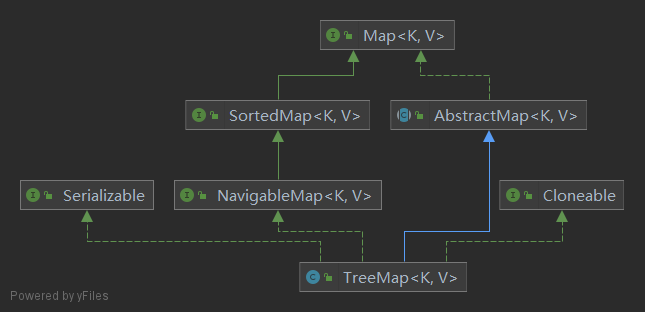 Map<K, V>
SortedMap<K, V>
AbstractMap<K, V>
Serializable
NavigableMap<K, V>
Cloneable
TreeMap<K, V>
Powered by yFiles